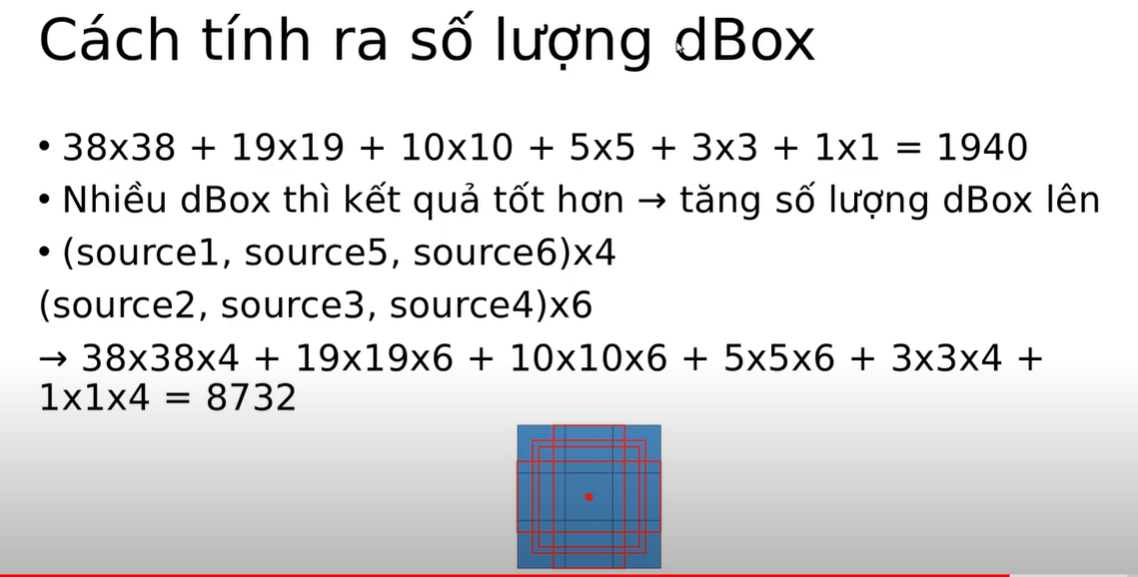 Cách tính ra số lượng dBox
• 38x38 + 19x19 + 10x10 + 5x5 + 3x3 + 1x1 = 1940
• Nhiều dBox thì kết quả tốt hơn → tăng số lượng dBox lên
• (source1, source5, source6)x4
(source2, source3, source4)x6
→ 38x38x4 + 19x19x6 + 10x10x6 + 5x5x6 + 3x3x4 +
1x1x4 = 8732